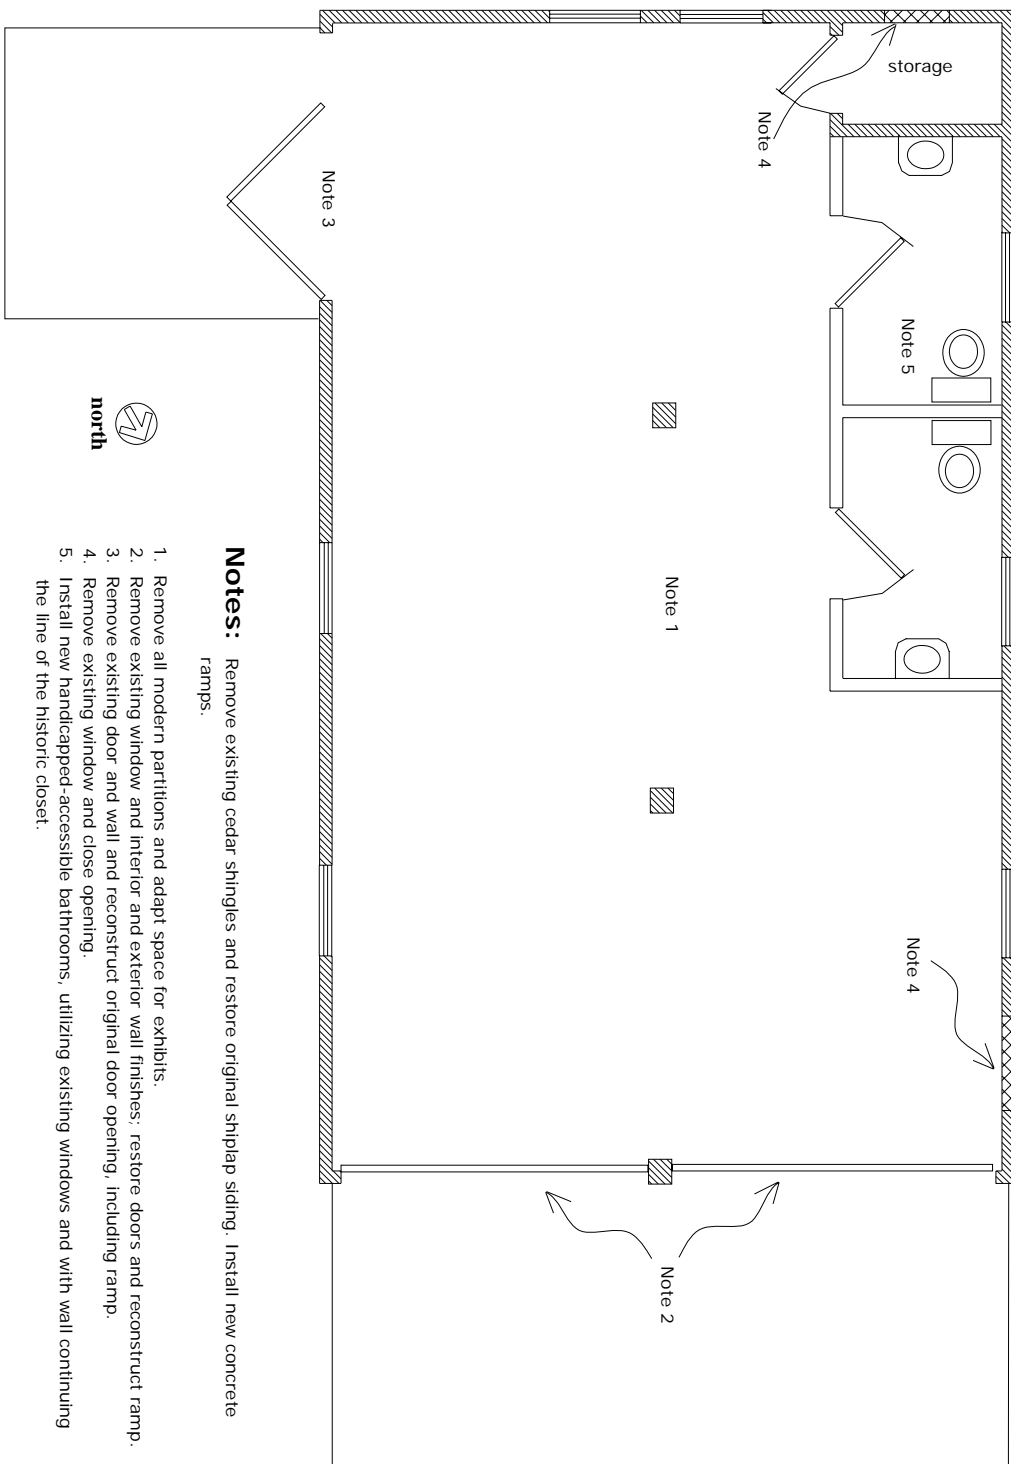 storage
Note 4
Note 3
Note 5
Note 1
Note 4
Note 2
north
Notes: Remove existing cedar shingles and restore original shiplap siding. Install new concrete
ramps.
1. Remove all modern partitions and adapt space for exhibits.
2. Remove existing window and interior and exterior wall finishes; restore doors and reconstruct ramp.
3. Remove existing door and wall and reconstruct original door opening, including ramp.
4. Remove existing window and close opening.
5. Install new handicapped-accessible bathrooms, utilizing existing windows and with wall continuing
the line of the historic closet.